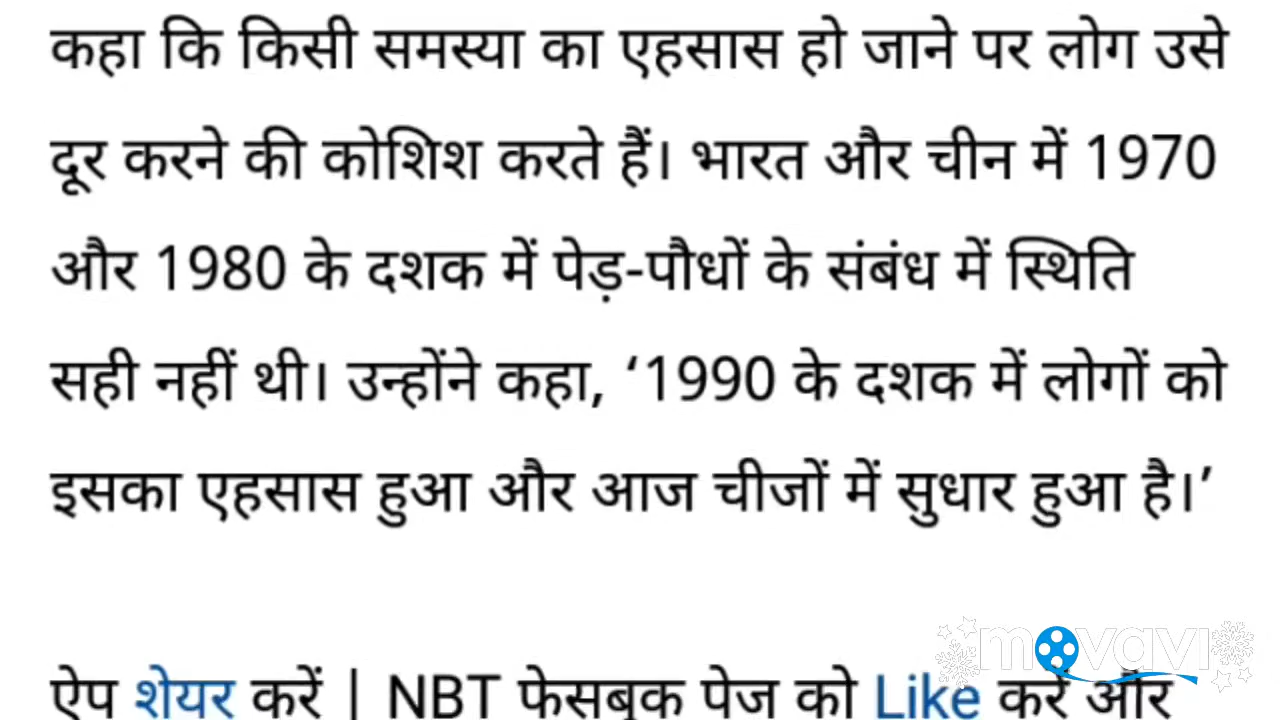 कहा कि किसी समस्या का एहसास हो जाने पर लोग उसे
दूर करने की कोशिश करते हैं। भारत और चीन में 1970
और 1980 के दशक में पेड़-पौधों के संबंध में स्थिति
सही नहीं थी। उन्होंने कहा, ‘1990 के दशक में लोगों को
इसका एहसास हुआ और आज चीजों में सुधार हुआ है।’
movavi
ऐप शेयर करें | NBT फेसबुक पेज को Like करें और